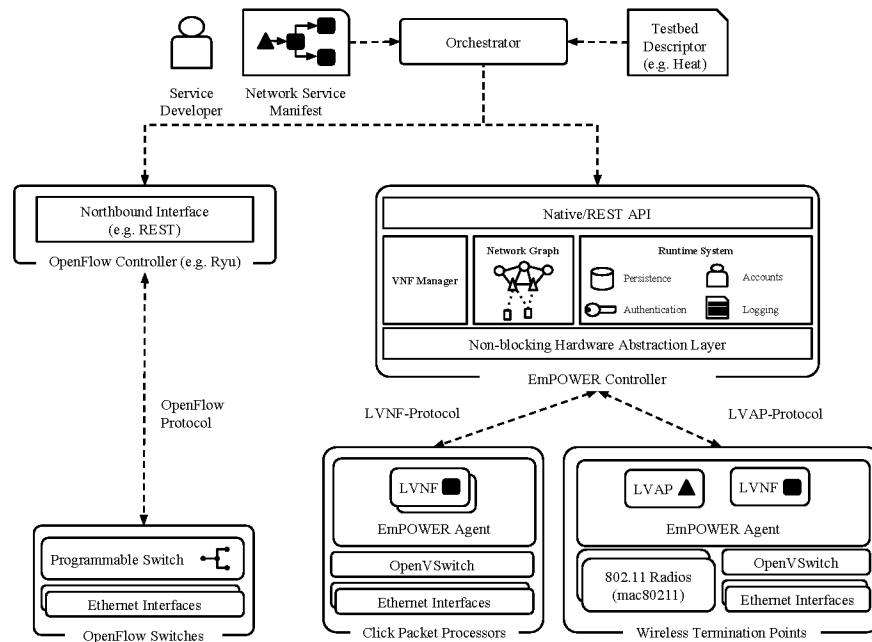 Orchestrator
Testbed
Descriptor
(e.g. Heat)
Service
Developer
Network Service
Manifest
Northbound Interface
(e.g. REST)
OpenFlow Controller (e.g. Ryu)
Native/REST API
VNF Manager
Network Graph
Runtime System
Persistence
Accounts
Authentication
Logging
Non-blocking Hardware Abstraction Layer
EmPOWER Controller
OpenFlow
Protocol
LVNF-Protocol
LVAP-Protocol
Programmable Switch
Ethernet Interfaces
OpenFlow Switches
LVNF
EmPOWER Agent
OpenVSwitch
Ethernet Interfaces
Click Packet Processors
LVAP
LVNF
EmPOWER Agent
802.11 Radios
(mac80211)
OpenVSwitch
Ethernet Interfaces
Wireless Termination Points